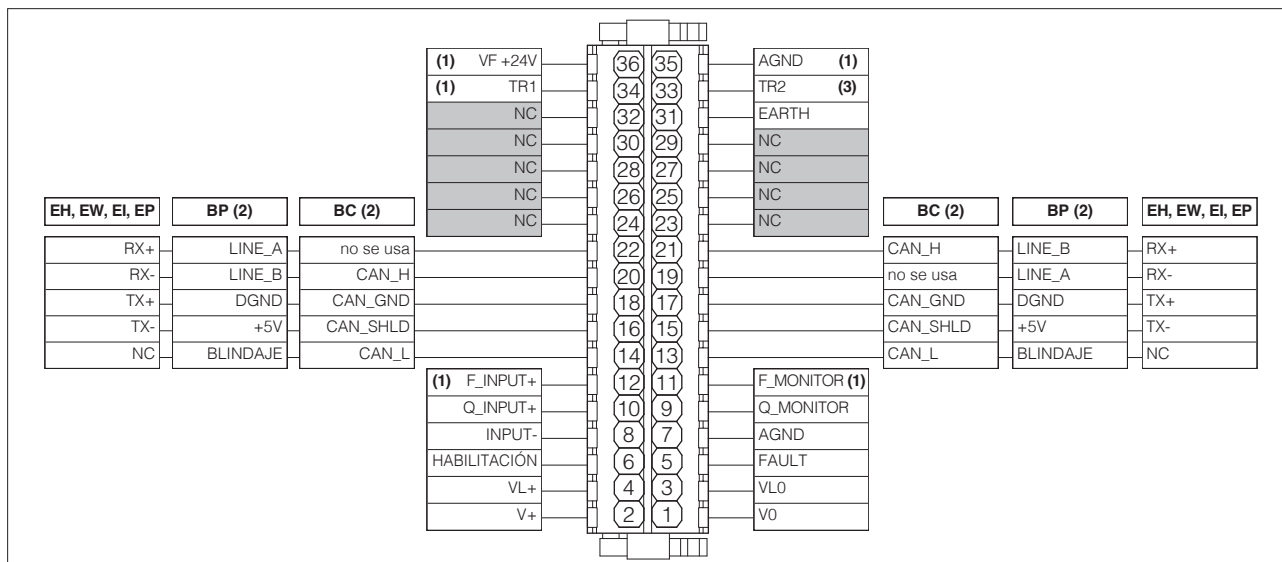 (1) VF +24V 36 35 AGND (1)
(1) TR1 34 33 TR2 (3)
NC 32 31 EARTH
NC 30 29 NC
NC 28 27 NC
NC 26 25 NC
NC 24 23 NC
EH, EW, EI, EP BP (2) BC (2) BC (2) BP (2) EH, EW, EI, EP
RX+ LINE_A no se usa 22 21 CAN_H LINE_B RX+
RX- LINE_B CAN_H 20 19 no se usa LINE_A RX-
TX+ DGND CAN_GND 18 17 CAN_GND DGND TX+
TX- +5V CAN_SHLD 16 15 CAN_SHLD +5V TX-
NC BLINDAJE CAN_L 14 13 CAN_L BLINDAJE NC
(1) F_INPUT+ 12 11 F_MONITOR (1)
Q_INPUT+ 10 9 Q_MONITOR
INPUT- 8 7 AGND
HABILITACIÓN 6 5 FAULT
VL+ 4 3 VL0
V+ 2 1 V0